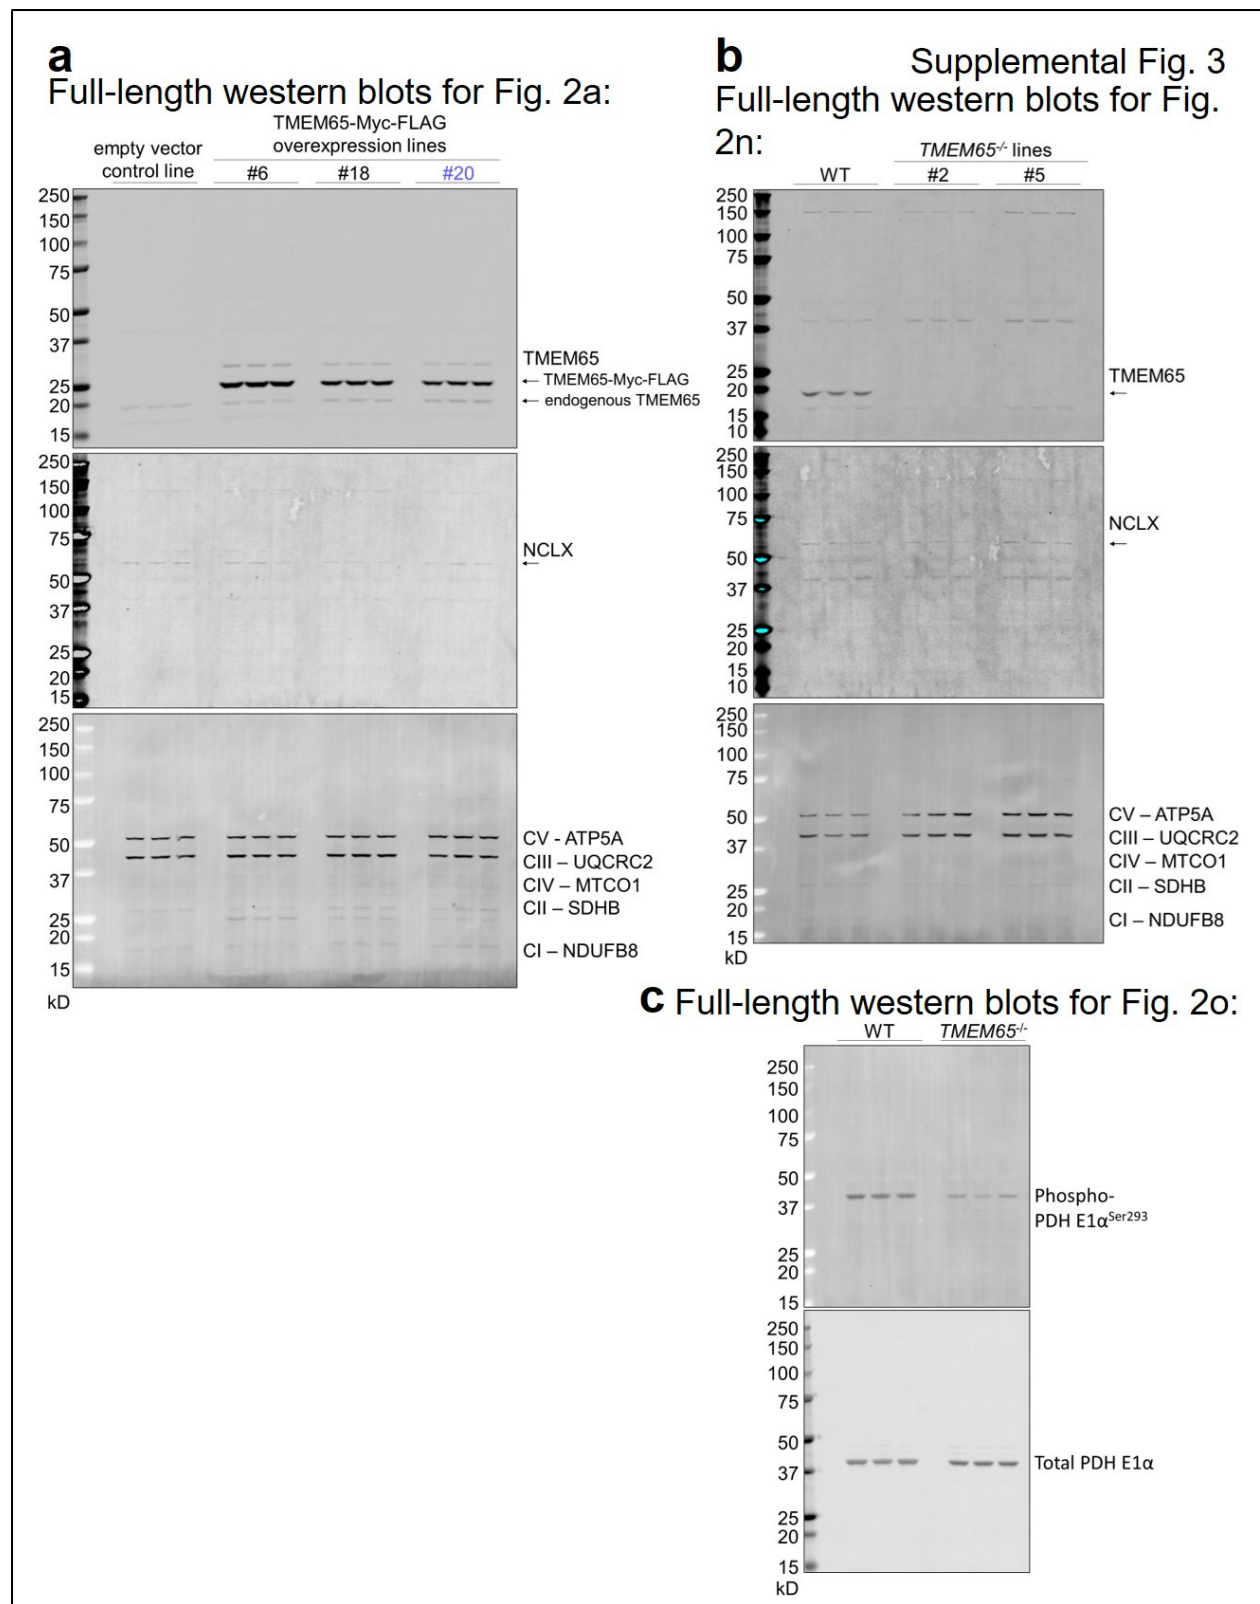 a
Full-length western blots for Fig. 2a:
empty vector
control line
TMEM65-Myc-FLAG
overexpression lines
#6 #18 #20
250
150
100
75
50
37
25
20
15
TMEM65
← TMEM65-Myc-FLAG
← endogenous TMEM65
250
150
100
75
50
37
25
20
15
NCLX
←
250
150
100
75
50
37
25
20
15
kD
CV - ATP5A
CIII – UQCRC2
CIV – MTCO1
CII – SDHB
CI – NDUFB8
b
Supplemental Fig. 3
Full-length western blots for Fig.
2n:
TMEM65-/- lines
WT #2 #5
250
150
100
75
50
37
25
20
15
10
TMEM65
←
250
150
100
75
50
37
25
20
15
10
NCLX
←
250
150
100
75
50
37
25
20
15
kD
CV – ATP5A
CIII – UQCRC2
CIV – MTCO1
CII – SDHB
CI – NDUFB8
c Full-length western blots for Fig. 2o:
WT TMEM65-/-
250
150
100
75
50
37
25
20
15
Phospho-
PDH E1αSer293
250
150
100
75
50
37
25
20
15
kD
Total PDH E1α